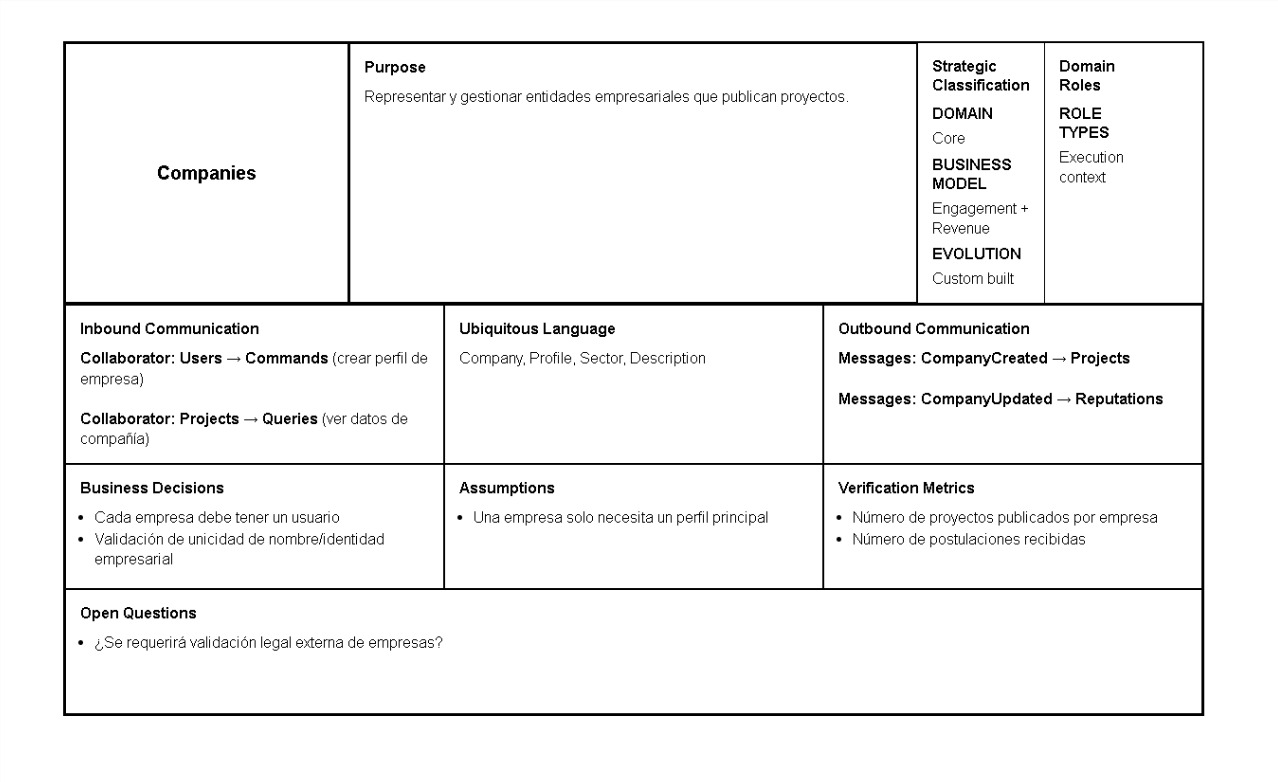 Companies
Purpose
Representar y gestionar entidades empresariales que publican proyectos.
Strategic
Classification
DOMAIN
Core
BUSINESS
MODEL
Engagement +
Revenue
EVOLUTION
Custom built
Domain
Roles
ROLE
TYPES
Execution
context
Inbound Communication
Collaborator: Users → Commands (crear perfil de
empresa)
Collaborator: Projects → Queries (ver datos de
compañía)
Ubiquitous Language
Company, Profile, Sector, Description
Outbound Communication
Messages: CompanyCreated → Projects
Messages: CompanyUpdated → Reputations
Business Decisions
• Cada empresa debe tener un usuario
• Validación de unicidad de nombre/identidad
empresarial
Assumptions
• Una empresa solo necesita un perfil principal
Verification Metrics
• Número de proyectos publicados por empresa
• Número de postulaciones recibidas
Open Questions
• ¿Se requerirá validación legal externa de empresas?